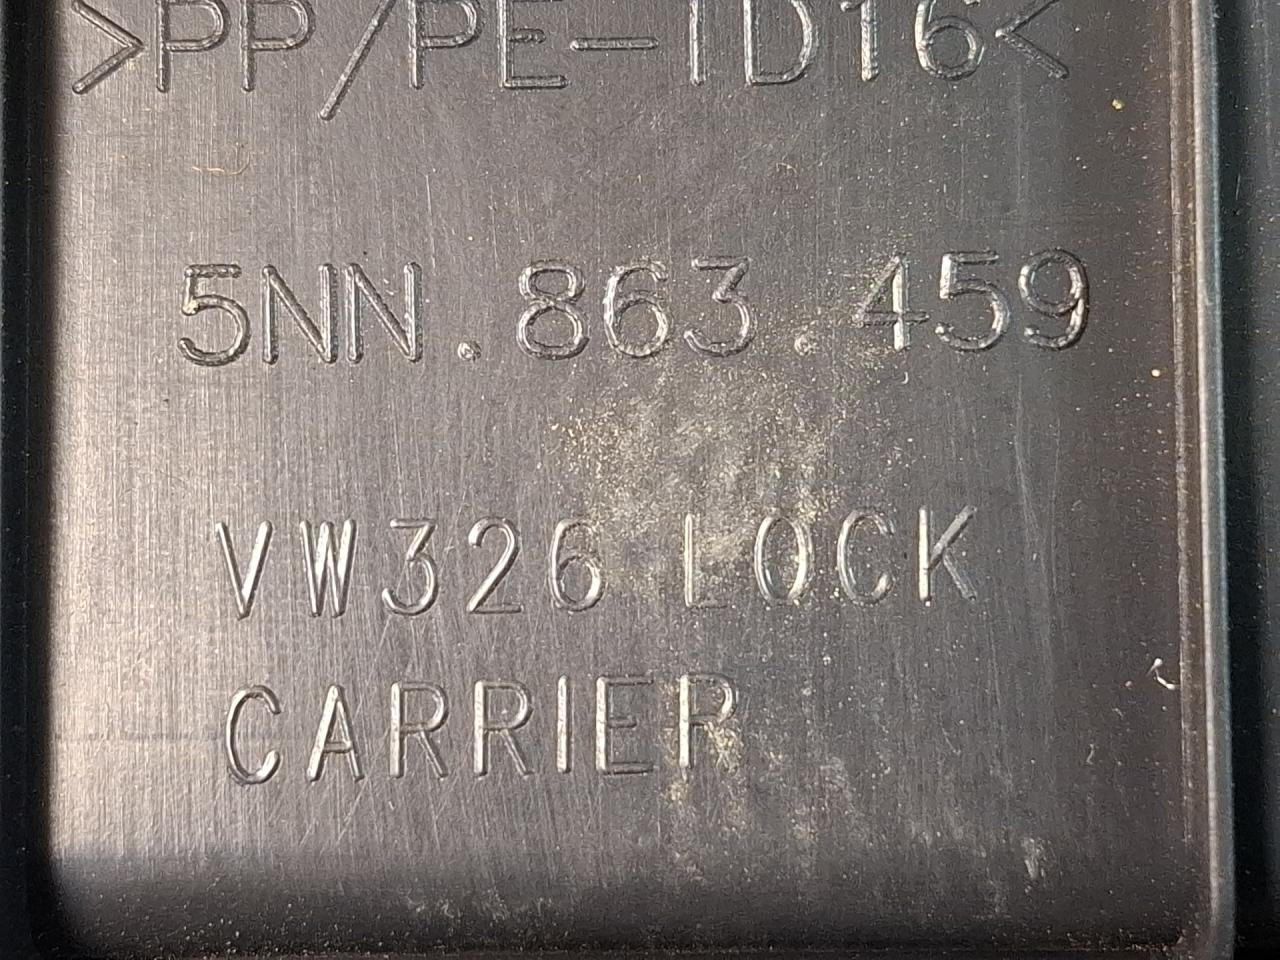 >PP/PE-TD16<
5NN.863.459
VW326 LOCK
CARRIER